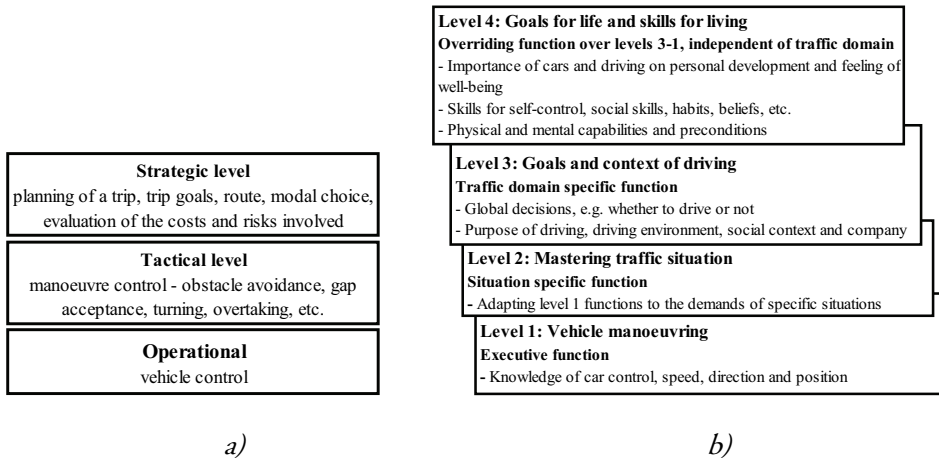 Strategic level
planning of a trip, trip goals, route, modal choice,
evaluation of the costs and risks involved
Tactical level
manoeuvre control - obstacle avoidance, gap
acceptance, turning, overtaking, etc.
Operational
vehicle control
a)
Level 4: Goals for life and skills for living
Overriding function over levels 3-1, independent of traffic domain
- Importance of cars and driving on personal development and feeling of
well-being
- Skills for self-control, social skills, habits, beliefs, etc.
- Physical and mental capabilities and preconditions
Level 3: Goals and context of driving
Traffic domain specific function
- Global decisions, e.g. whether to drive or not
- Purpose of driving, driving environment, social context and company
Level 2: Mastering traffic situation
Situation specific function
- Adapting level 1 functions to the demands of specific situations
Level 1: Vehicle manoeuvring
Executive function
- Knowledge of car control, speed, direction and position
b)